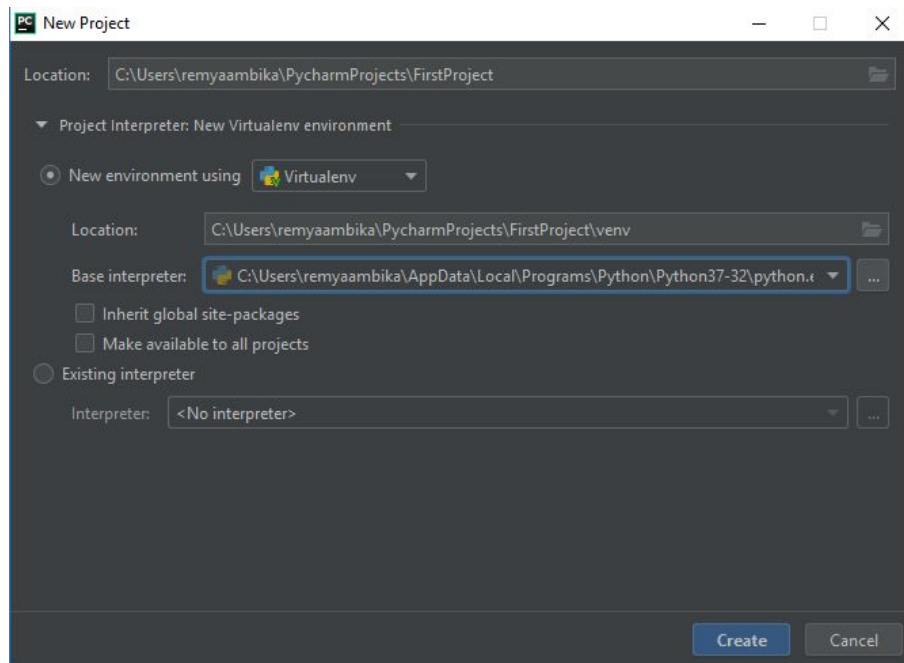 PC New Project
Location: C:\Users\remyaambika\PycharmProjects\FirstProject
Project Interpreter: New Virtualenv environment
New environment using Virtualenv
Location: C:\Users\remyaambika\PycharmProjects\FirstProject\venv
Base interpreter: C:\Users\remyaambika\AppData\Local\Programs\Python\Python37-32\python.e ...
Inherit global site-packages
Make available to all projects
Existing interpreter
Interpreter: <No interpreter> ...
Create Cancel